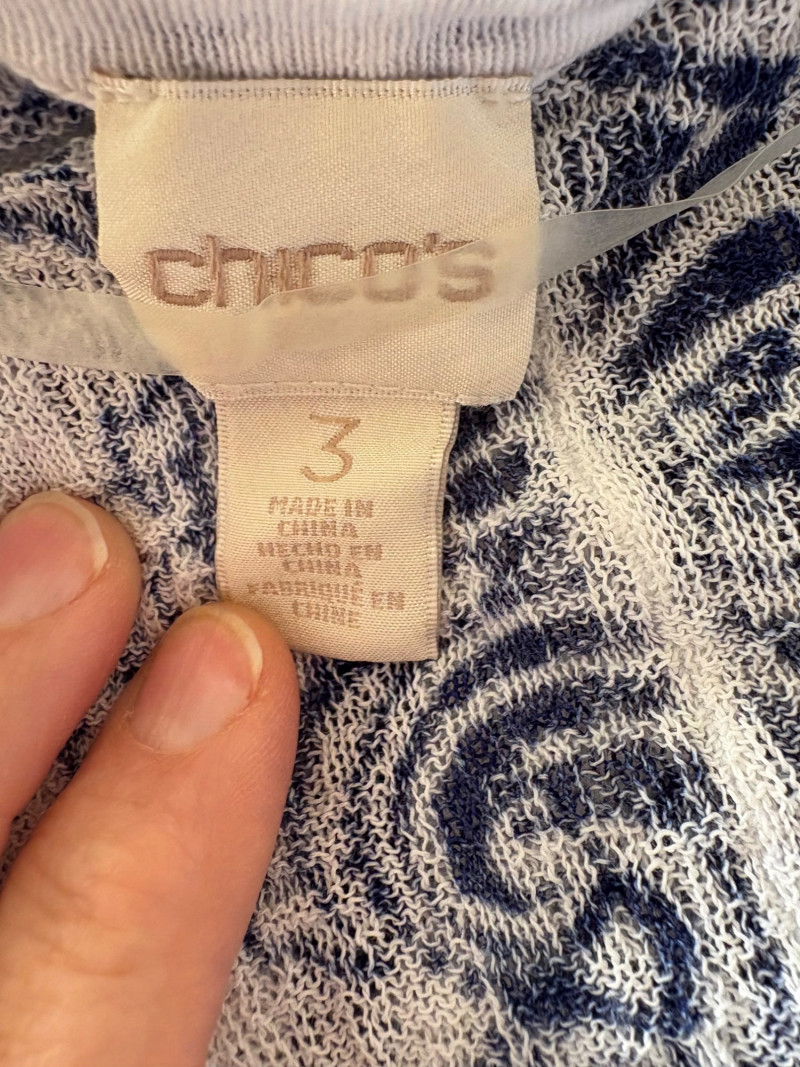 chico's
3
MADE IN
CHINA
HECHO EN
CHINA
FABRIQUÉ EN
CHINE